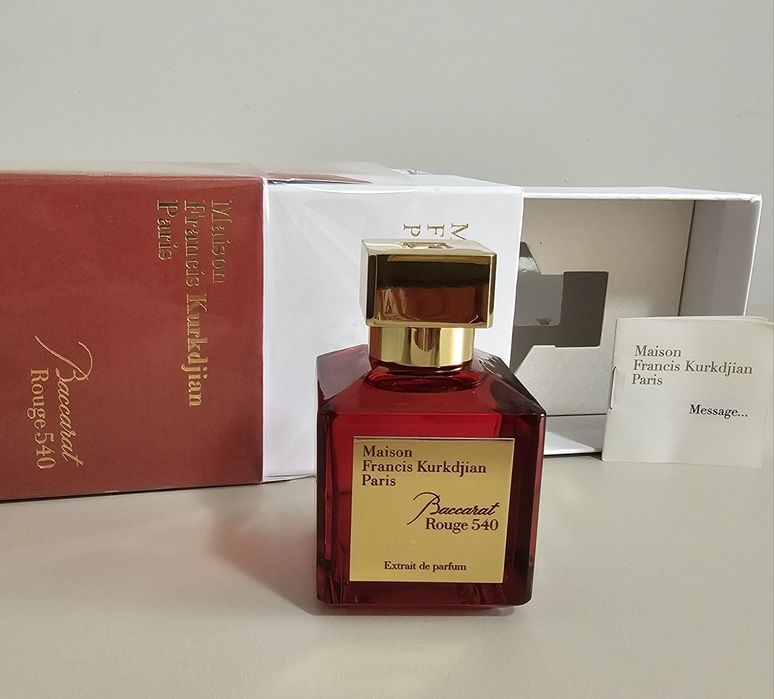 Maison
Francis Kurkdjian
Paris
Baccarat
Rouge 540
M
F
P
Maison
Francis Kurkdjian
Paris
Baccarat
Rouge 540
Extrait de parfum
Maison
Francis Kurkdjian
Paris
Message...